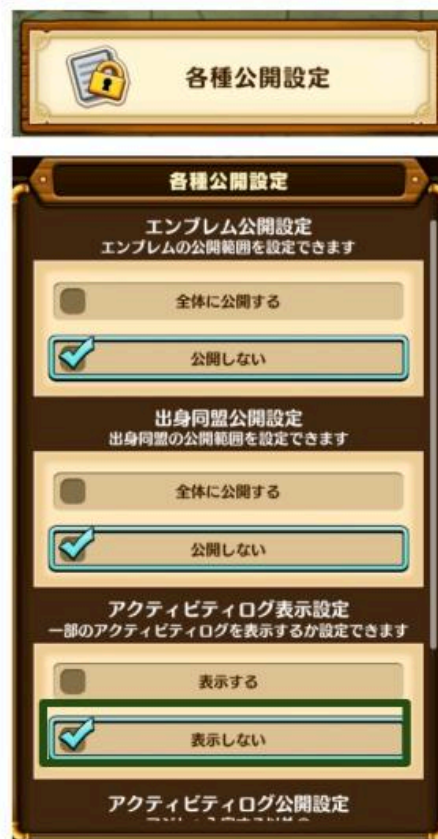 各種公開設定
各種公開設定
エンブレム公開設定
エンブレムの公開範囲を設定できます
全体に公開する
公開しない
出身同盟公開設定
出身同盟の公開範囲を設定できます
全体に公開する
公開しない
アクティビティログ表示設定
一部のアクティビティログを表示するか設定できます
表示する
表示しない
アクティビティログ公開設定